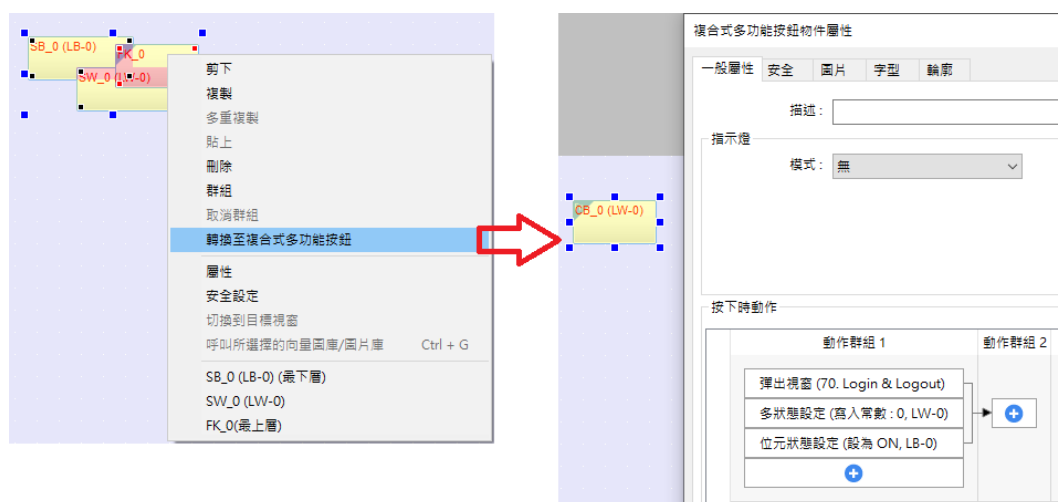 SB_0 (LB-0)
FK_0
SW_0 (LW-0)
剪下
複製
多重複製
貼上
刪除
群組
取消群組
轉換至複合式多功能按鈕
屬性
安全設定
切換到目標視窗
呼叫所選擇的向量圖庫/圖片庫 Ctrl + G
SB_0 (LB-0) (最下層)
SW_0 (LW-0)
FK_0(最上層)
CB_0 (LW-0)
複合式多功能按鈕物件屬性
一般屬性 安全 圖片 字型 輪廓
描述 :
指示燈
模式 : 無
按下時動作
動作群組 1 動作群組 2
彈出視窗 (70. Login & Logout)
多狀態設定 (寫入常數 : 0, LW-0)
位元狀態設定 (設為 ON, LB-0)